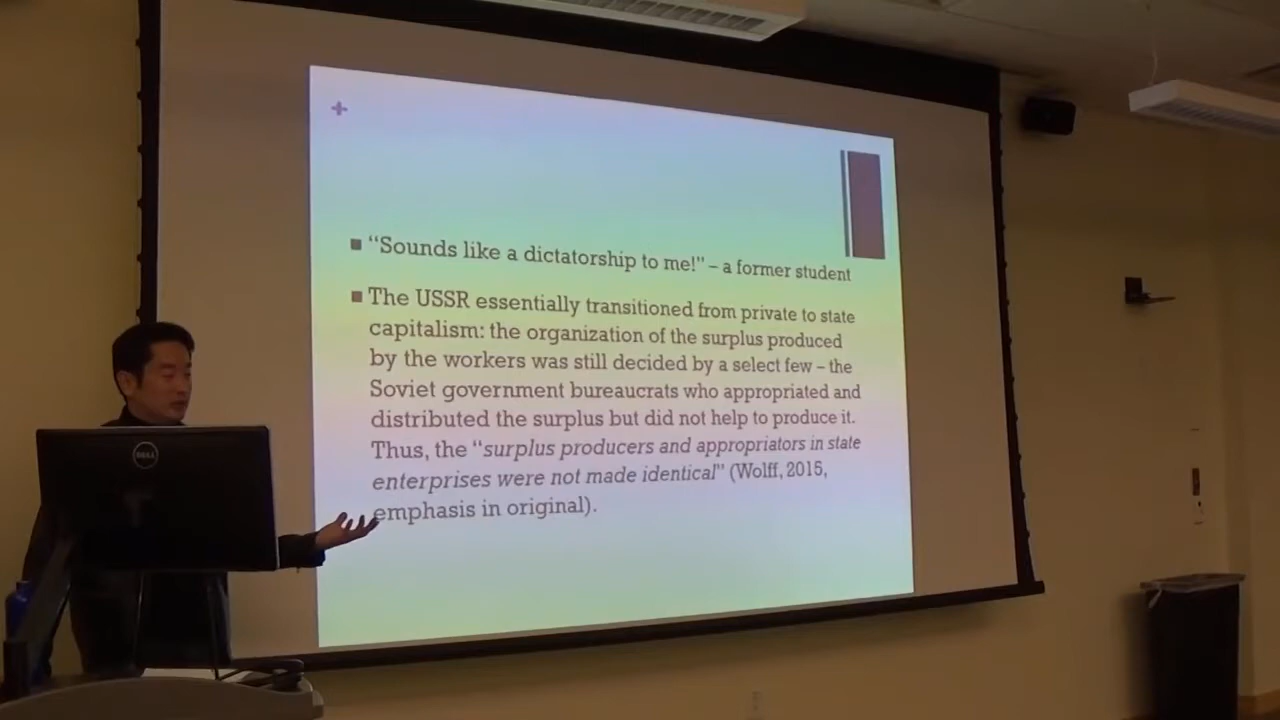 “Sounds like a dictatorship to me!” – a former student
The USSR essentially transitioned from private to state
capitalism: the organization of the surplus produced
by the workers was still decided by a select few – the
Soviet government bureaucrats who appropriated and
distributed the surplus but did not help to produce it.
Thus, the “surplus producers and appropriators in state
enterprises were not made identical” (Wolff, 2015,
emphasis in original).
DELL